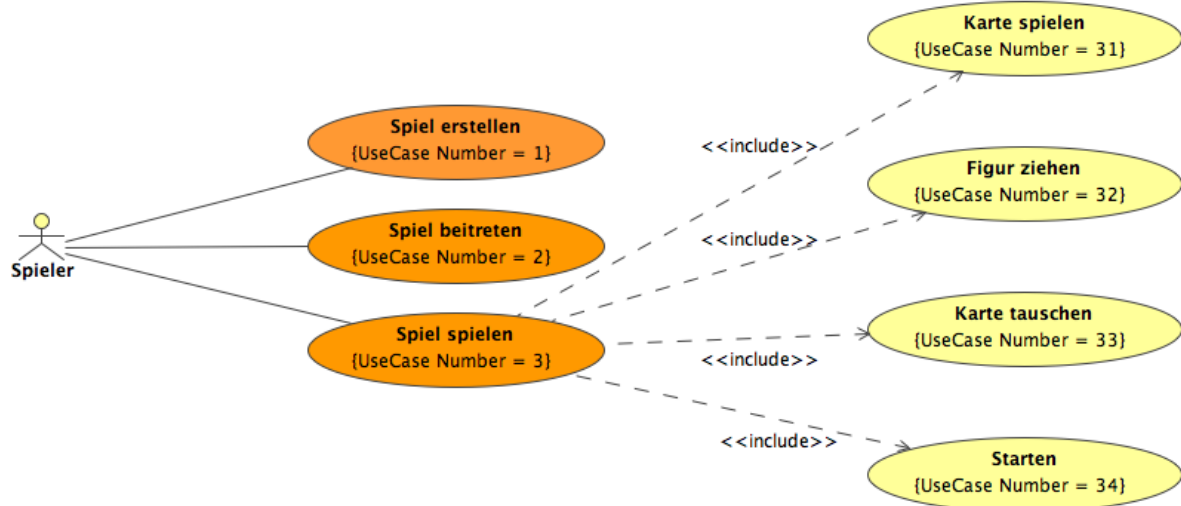 Karte spielen
{UseCase Number = 31}
Spiel erstellen
{UseCase Number = 1}
<<include>>
Figur ziehen
{UseCase Number = 32}
Spiel beitreten
{UseCase Number = 2}
<<include>>
Spieler
Karte tauschen
{UseCase Number = 33}
Spiel spielen
{UseCase Number = 3}
<<include>>
<<include>>
Starten
{UseCase Number = 34}